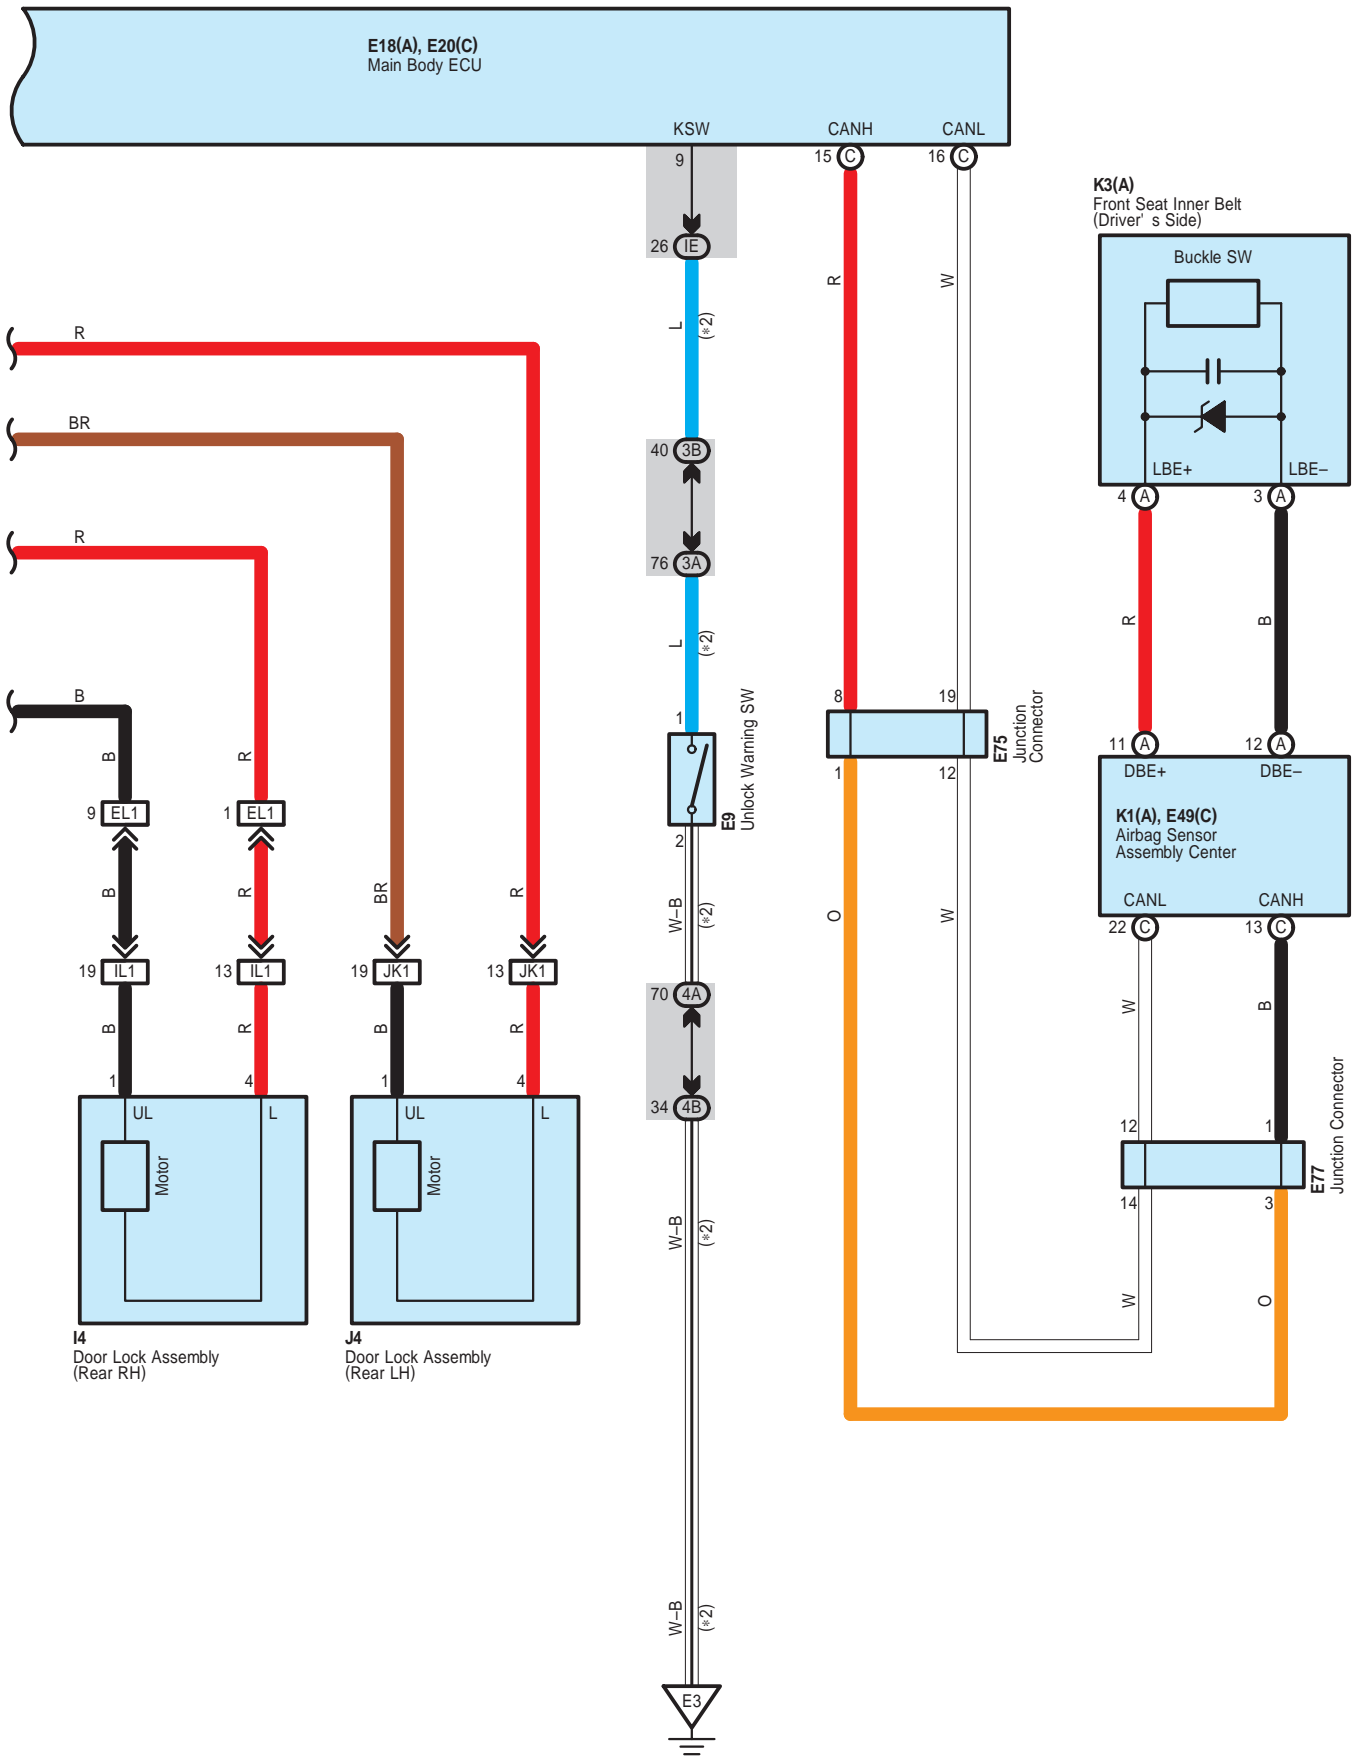 E18(A), E20(C)
Main Body ECU
KSW
CANH
CANL
9
15 C
16 C
26 IE
K3(A)
Front Seat Inner Belt
(Driver' s Side)
Buckle SW
LBE+
LBE–
4 A
3 A
R
W
L
(*2)
R
BR
R
B
40 3B
76 3A
L
(*2)
R
B
8
19
E75
Junction
Connector
1
12
1
E9
Unlock Warning SW
2
11 A
12 A
DBE+
DBE–
K1(A), E49(C)
Airbag Sensor
Assembly Center
CANL
CANH
22 C
13 C
B
R
9 EL1
1 EL1
B
R
BR
R
W–B
(*2)
O
W
19 IL1
13 IL1
19 JK1
13 JK1
70 4A
34 4B
B
R
B
R
W
B
1
4
1
4
UL
L
UL
L
Motor
Motor
12
1
E77
Junction Connector
14
3
W–B
(*2)
W
O
I4
Door Lock Assembly
(Rear RH)
J4
Door Lock Assembly
(Rear LH)
W–B
(*2)
E3